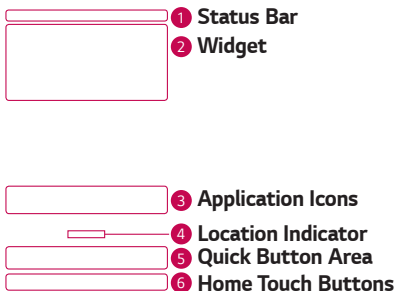 1 Status Bar
2 Widget
3 Application Icons
4 Location Indicator
5 Quick Button Area
6 Home Touch Buttons